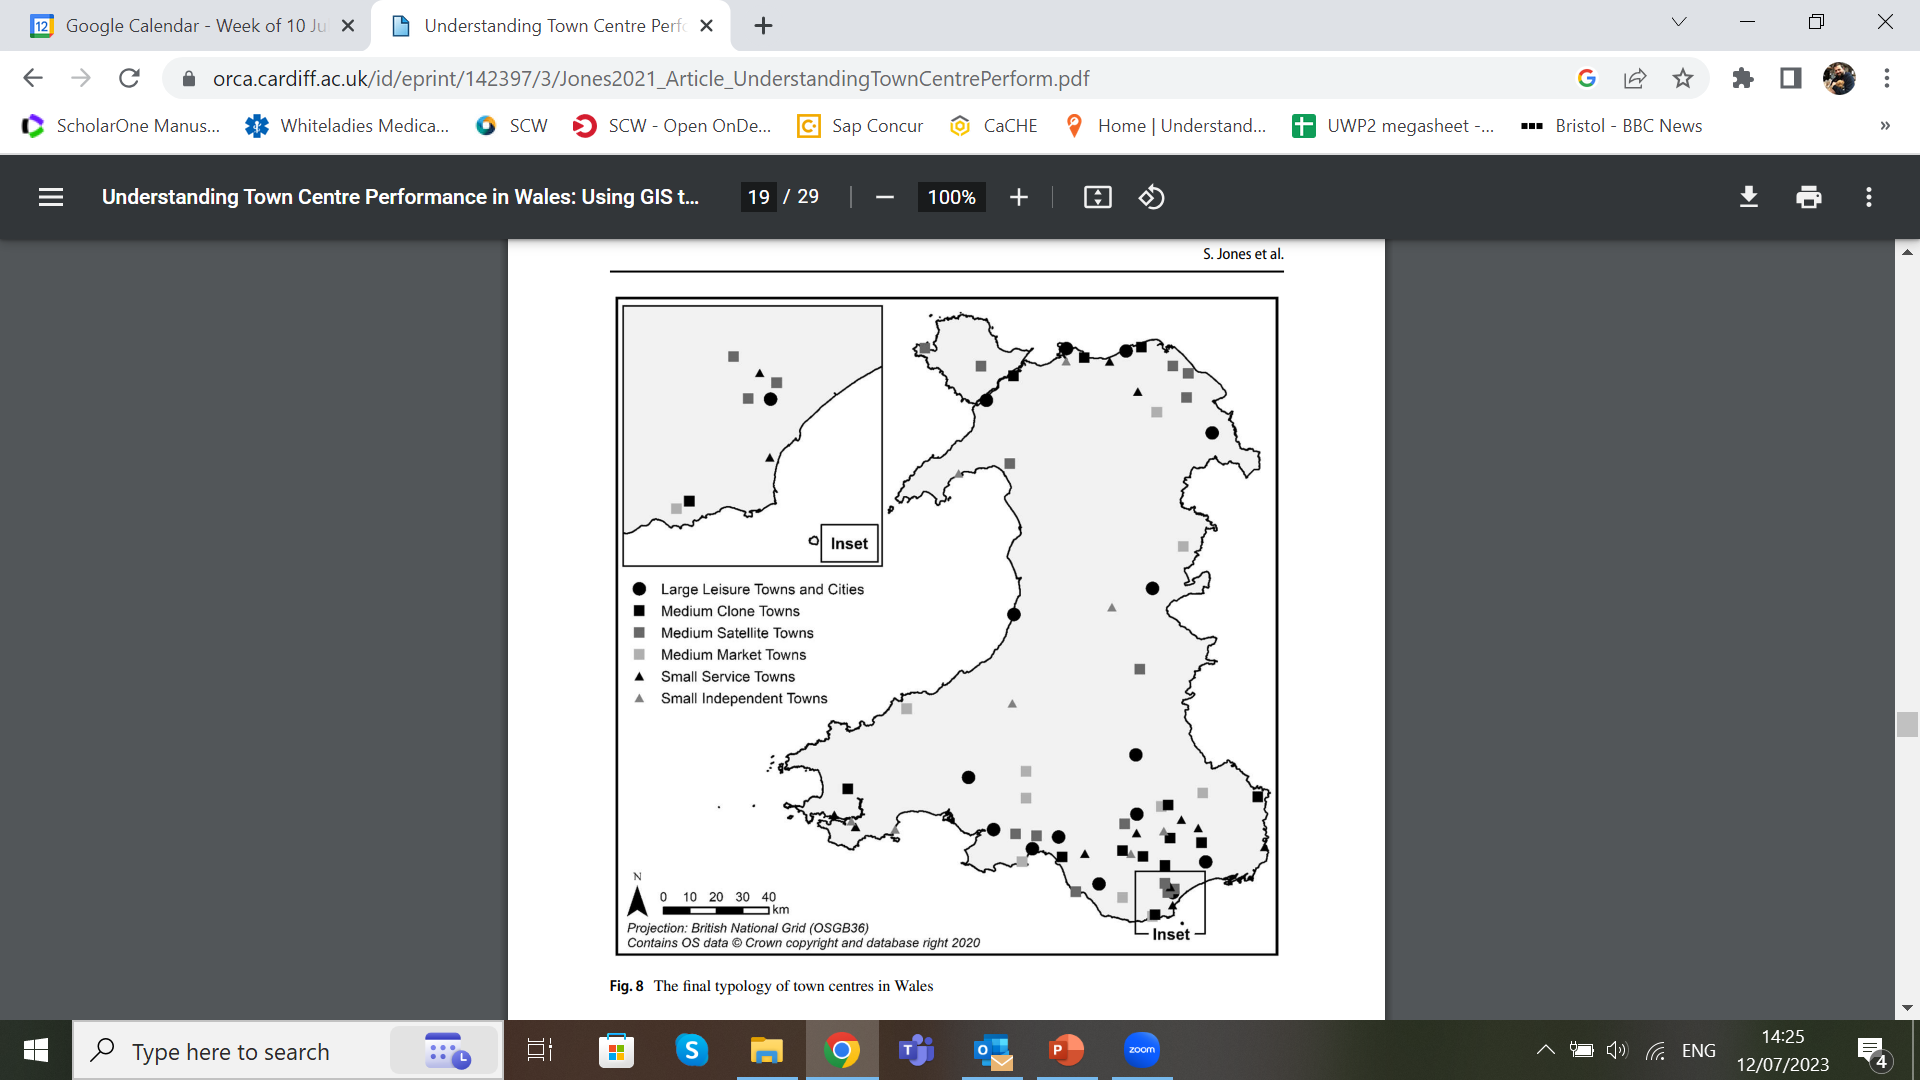 12
Google Calendar - Week of 10 Ju
Understanding Town Centre Perfo
orca.cardiff.ac.uk/id/eprint/142397/3/Jones2021_Article_UnderstandingTownCentrePerform.pdf
ScholarOne Manus...
Whiteladies Medica...
SCW
SCW - Open OnDe...
Sap Concur
CaCHE
Home | Understand...
UWP2 megasheet -...
Bristol - BBC News
»
Understanding Town Centre Performance in Wales: Using GIS t...
19 / 29
100%
S. Jones et al.
Inset
Large Leisure Towns and Cities
Medium Clone Towns
Medium Satellite Towns
Medium Market Towns
Small Service Towns
Small Independent Towns
N
0 10 20 30 40
km
Projection: British National Grid (OSGB36)
Contains OS data © Crown copyright and database right 2020
Inset
Fig. 8 The final typology of town centres in Wales
Type here to search
zoom
ENG
14:25
12/07/2023
4